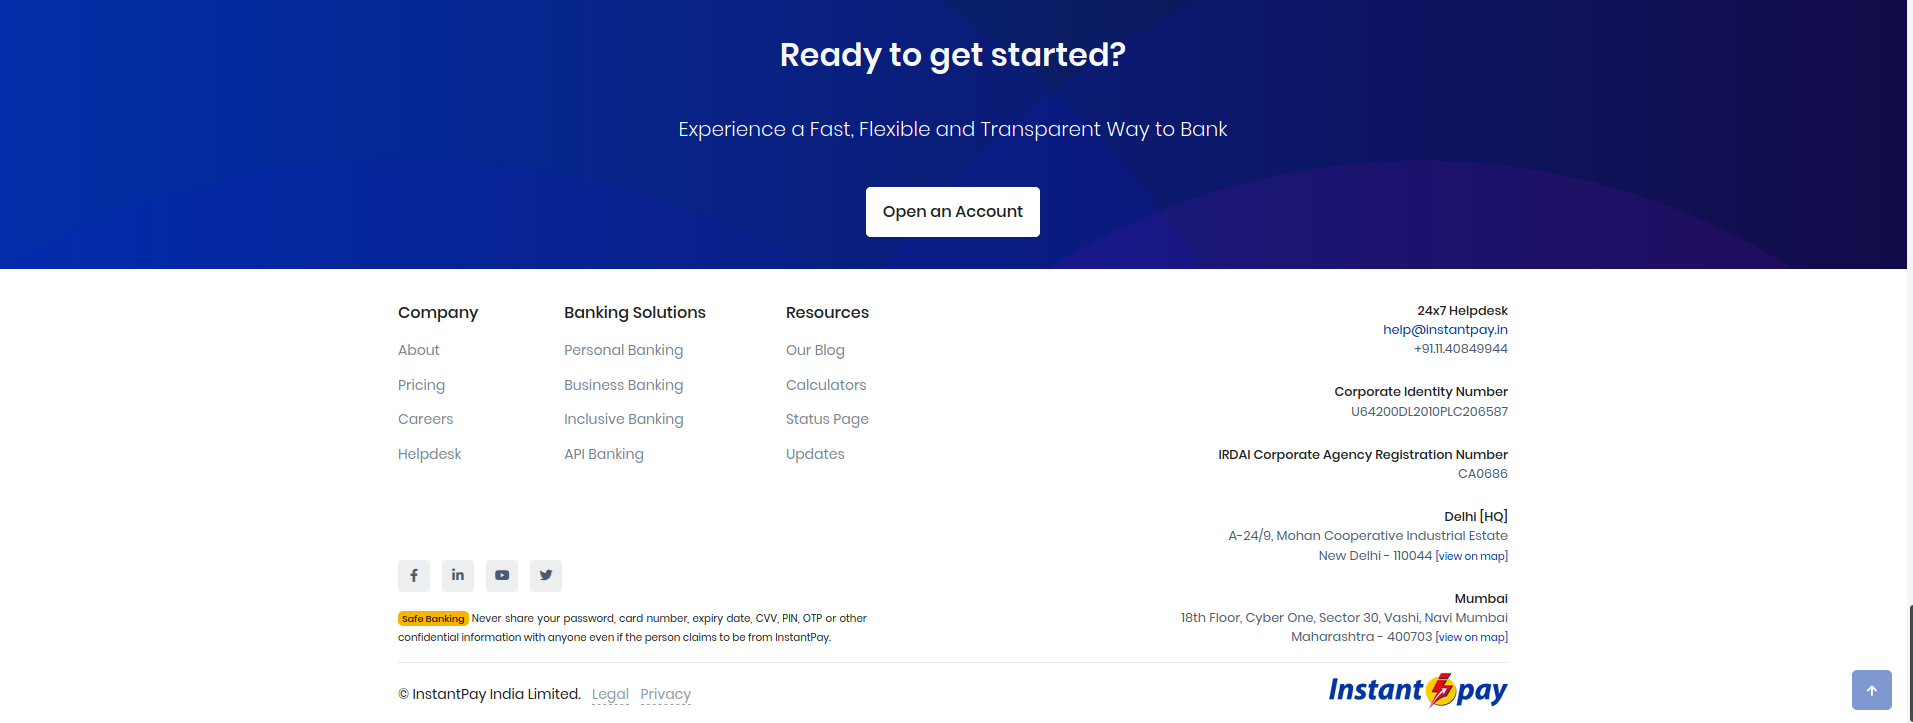 Ready to get started?
Experience a Fast, Flexible and Transparent Way to Bank
Open an Account
Company
About
Pricing
Careers
Helpdesk
Banking Solutions
Personal Banking
Business Banking
Inclusive Banking
API Banking
Resources
Our Blog
Calculators
Status Page
Updates
24x7 Helpdesk
help@instantpay.in
+91.11.40849944
Corporate Identity Number
U64200DL2010PLC206587
IRDAI Corporate Agency Registration Number
CA0686
Delhi [HQ]
A-24/9, Mohan Cooperative Industrial Estate
New Delhi - 110044 [view on map]
Mumbai
18th Floor, Cyber One, Sector 30, Vashi, Navi Mumbai
Maharashtra - 400703 [view on map]
Safe Banking Never share your password, card number, expiry date, CVV, PIN, OTP or other
confidential information with anyone even if the person claims to be from InstantPay.
© InstantPay India Limited. Legal Privacy
Instant pay